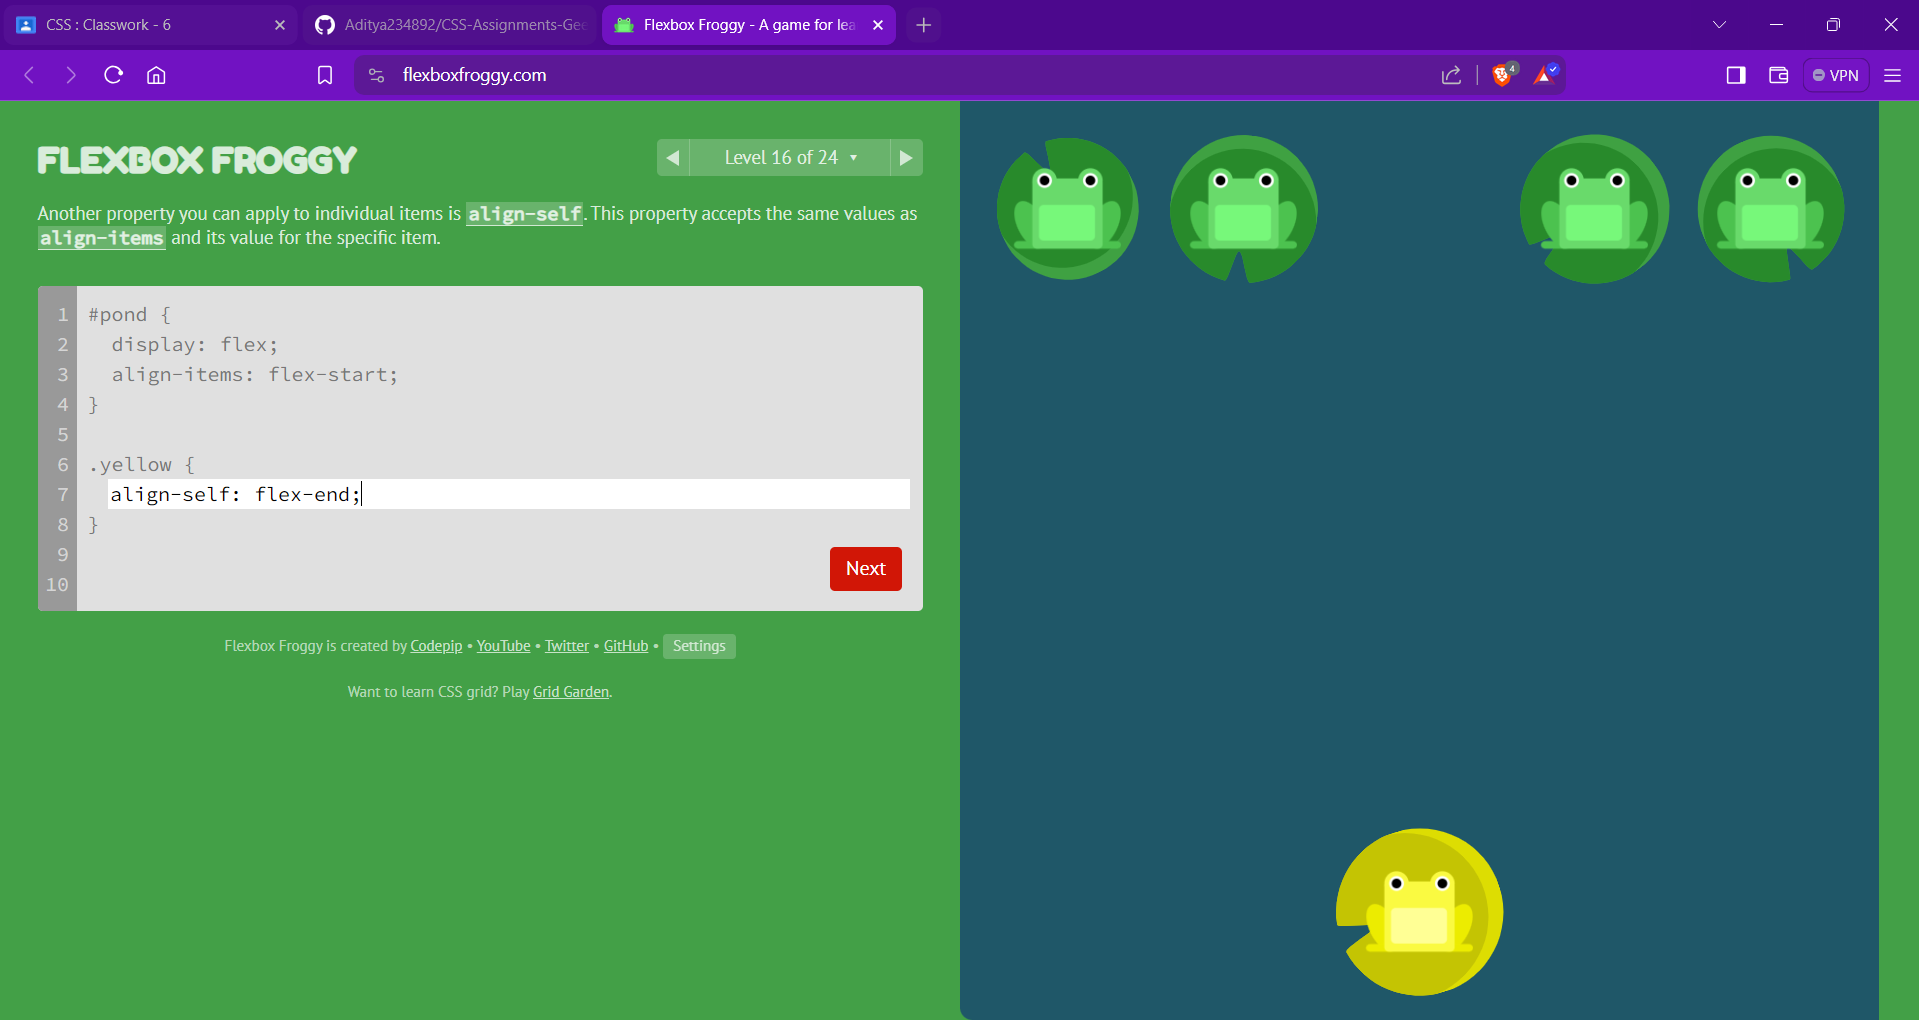 CSS : Classwork - 6
Aditya234892/CSS-Assignments-Gee
Flexbox Froggy - A game for lea
flexboxfroggy.com
4
VPN
FLEXBOX FROGGY
Level 16 of 24
Another property you can apply to individual items is align-self. This property accepts the same values as
align-items and its value for the specific item.
1 #pond {
2 display: flex;
3 align-items: flex-start;
4 }
5
6 .yellow {
7 align-self: flex-end;
8 }
9
10
Next
Flexbox Froggy is created by Codepip • YouTube • Twitter • GitHub • Settings
Want to learn CSS grid? Play Grid Garden.